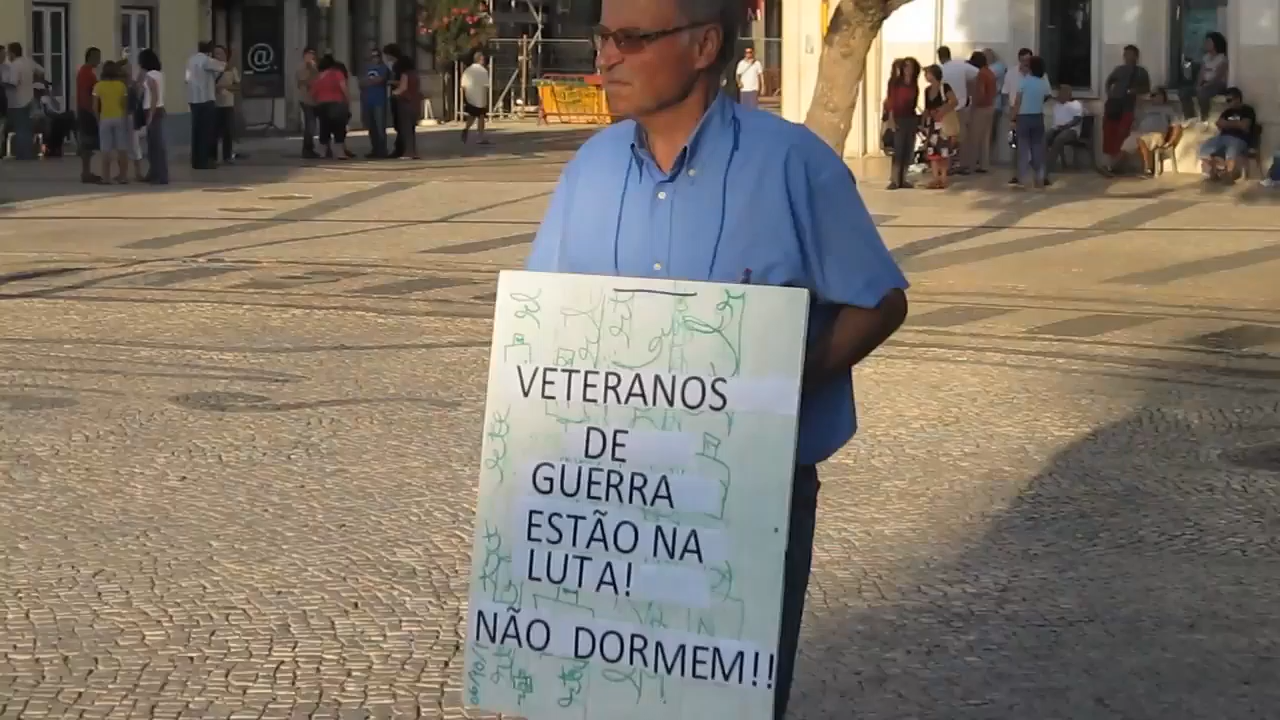 @
VETERANOS
DE
GUERRA
ESTÃO NA
LUTA!
NÃO DORMEM!!